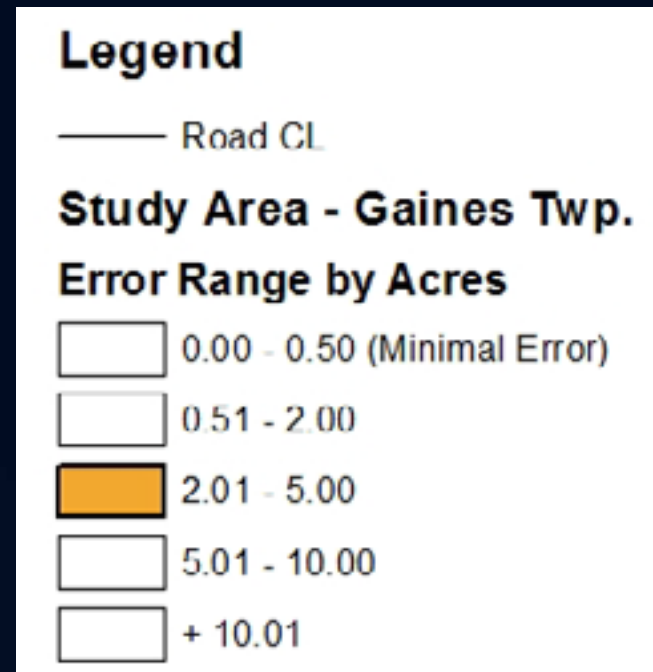 Legend
Road CL
Study Area - Gaines Twp.
Error Range by Acres
0.00 - 0.50 (Minimal Error)
0.51 - 2.00
2.01 - 5.00
5.01 - 10.00
+ 10.01